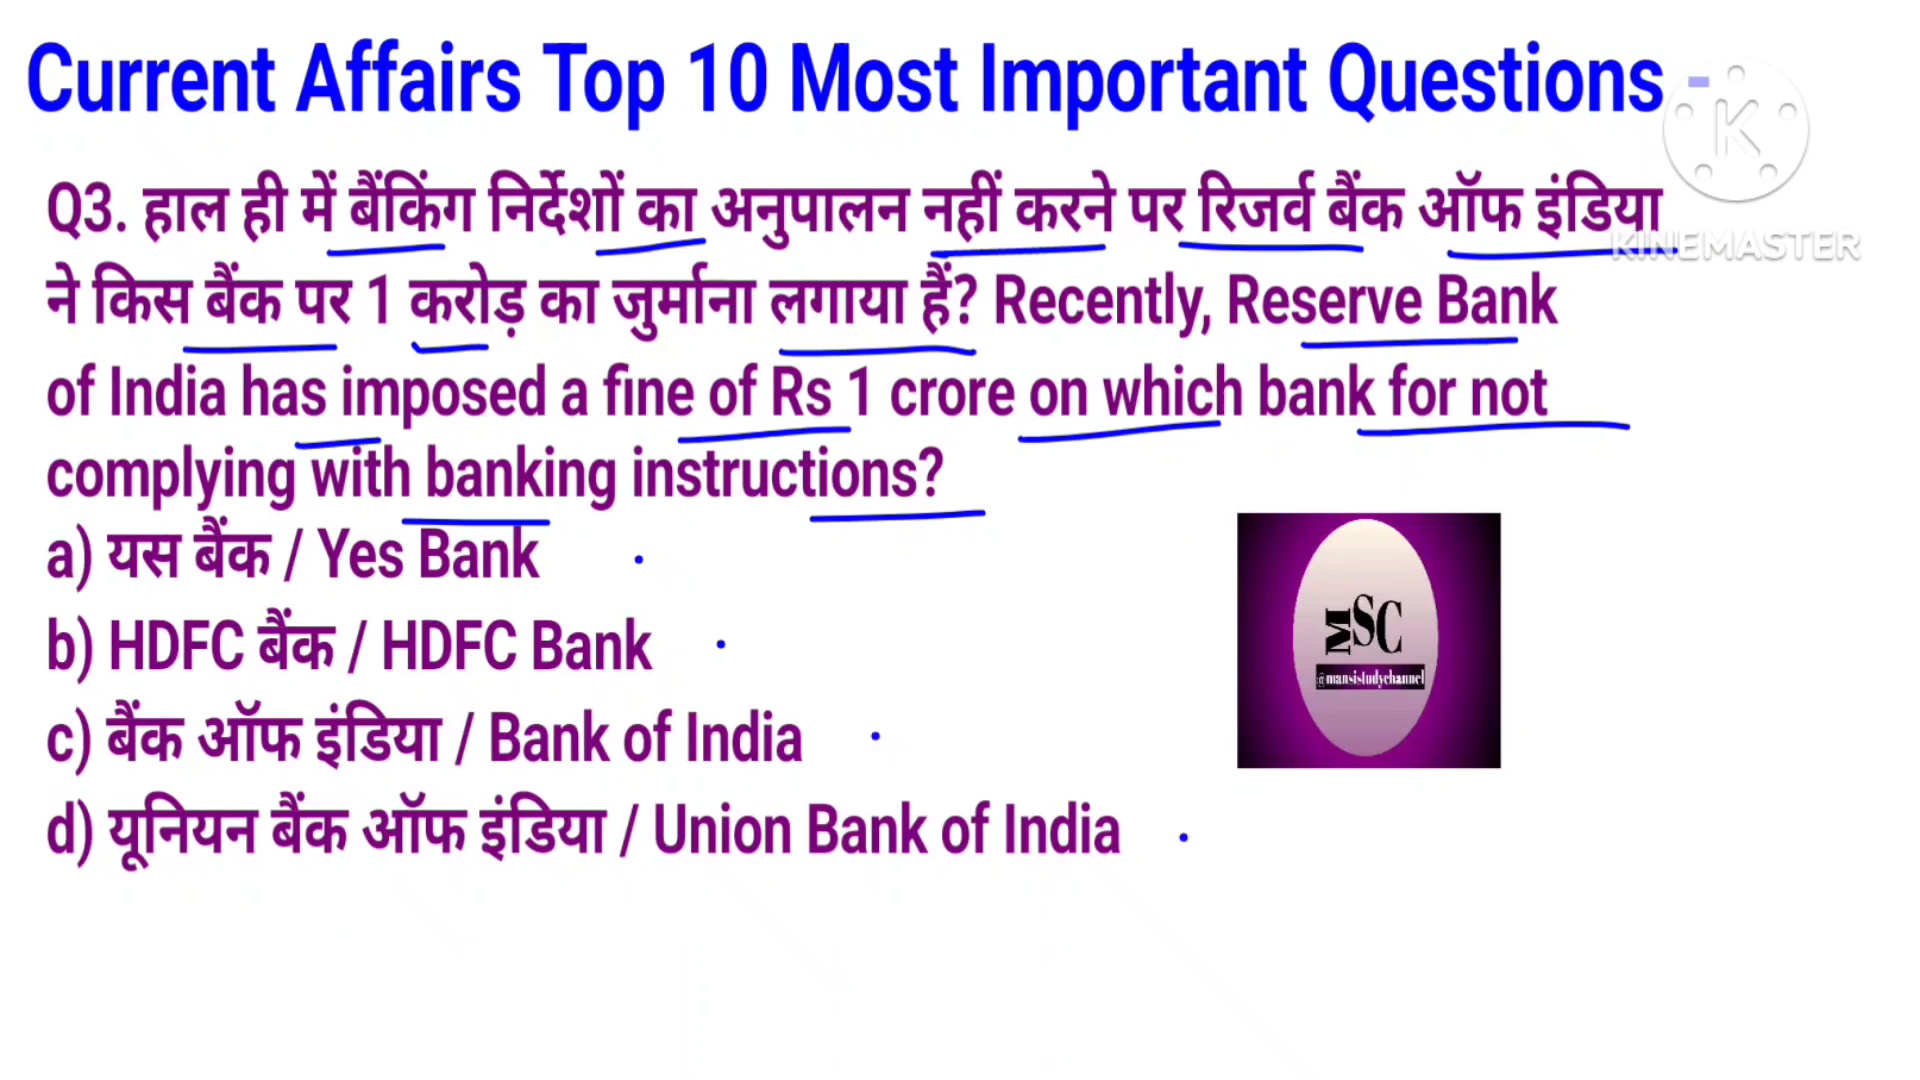 Current Affairs Top 10 Most Important Questions -
Q3. हाल ही में बैंकिंग निर्देशों का अनुपालन नहीं करने पर रिजर्व बैंक ऑफ इंडिया
ने किस बैंक पर 1 करोड़ का जुर्माना लगाया हैं? Recently, Reserve Bank
of India has imposed a fine of Rs 1 crore on which bank for not
complying with banking instructions?
a) यस बैंक / Yes Bank
b) HDFC बैंक / HDFC Bank
c) बैंक ऑफ इंडिया / Bank of India
d) यूनियन बैंक ऑफ इंडिया / Union Bank of India
K
KINEMASTER
MSC
@mansistudychannel